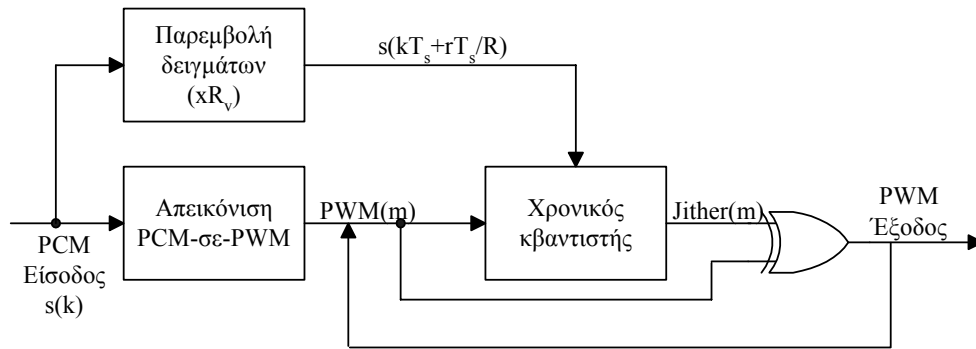 Παρεμβολή
δειγμάτων
(xR_v)
s(kT_s+rT_s/R)
Απεικόνιση
PCM-σε-PWM
PWM(m)
Χρονικός
κβαντιστής
Jither(m)
PWM
Έξοδος
PCM
Είσοδος
s(k)